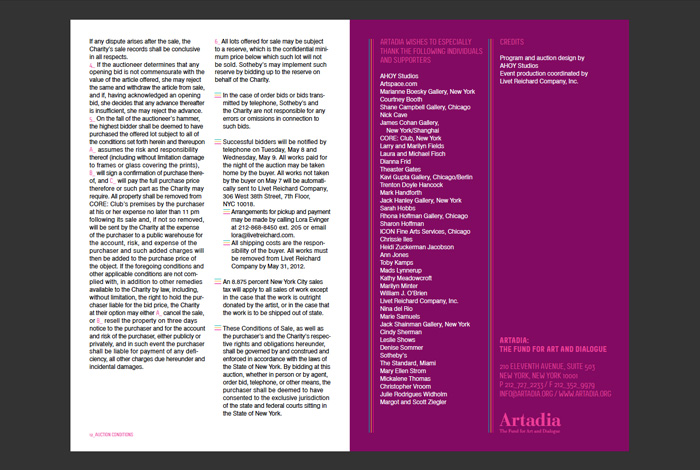 If any dispute arises after the sale, the
Charity's sale records shall be conclusive
in all respects.
4_ If the auctioneer determines that any
opening bid is not commensurate with the
value of the article offered, she may reject
the same and withdraw the article from sale,
and if, having acknowledged an opening
bid, she decides that any advance thereafter
is insufficient, she may reject the advance.
5_ On the fall of the auctioneer's hammer,
the highest bidder shall be deemed to have
purchased the offered lot subject to all of
the conditions set forth herein and thereupon
A_ assumes the risk and responsibility
thereof (including without limitation damage
to frames or glass covering the prints),
B_ will sign a confirmation of purchase there-
of, and C_ will pay the full purchase price
therefore or such part as the Charity may
require. All property shall be removed from
CORE: Club's premises by the purchaser
at his or her expense no later than 11 pm
following its sale and, if not so removed,
will be sent by the Charity at the expense
of the purchaser to a public warehouse for
the account, risk, and expense of the
purchaser and such added charges will
then be added to the purchase price of
the object. If the foregoing conditions and
other applicable conditions are not com-
plied with, in addition to other remedies
available to the Charity by law, including,
without limitation, the right to hold the pur-
chaser liable for the bid price, the Charity
at their option may either A_ cancel the sale,
or B_ resell the property on three days
notice to the purchaser and for the account
and risk of the purchaser, either publicly or
privately, and in such event the purchaser
shall be liable for payment of any defi-
ciency, all other charges due hereunder and
incidental damages.
6_ All lots offered for sale may be subject
to a reserve, which is the confidential mini-
mum price below which such lot will not
be sold. Sotheby's may implement such
reserve by bidding up to the reserve on
behalf of the Charity.
In the case of order bids or bids trans-
mitted by telephone, Sotheby's and
the Charity are not responsible for any
errors or omissions in connection to
such bids.
Successful bidders will be notified by
telephone on Tuesday, May 8 and
Wednesday, May 9. All works paid for
the night of the auction may be taken
home by the buyer. All works not taken
by the buyer on May 7 will be automati-
cally sent to Livet Reichard Company,
306 West 38th Street, 7th Floor,
NYC 10018.
Arrangements for pickup and payment
may be made by calling Lora Evinger
at 212-868-8450 ext. 205 or email
lora@livetreichard.com.
All shipping costs are the respon-
sibility of the buyer. All works must
be removed from Livet Reichard
Company by May 31, 2012.
An 8.875 percent New York City sales
tax will apply to all sales of work except
in the case that the work is outright
donated by the artist, or in the case that
the work is to be shipped out of state.
These Conditions of Sale, as well as
the purchaser's and the Charity's respec-
tive rights and obligations hereunder,
shall be governed by and construed and
enforced in accordance with the laws of
the State of New York. By bidding at this
auction, whether in person or by agent,
order bid, telephone, or other means, the
purchaser shall be deemed to have
consented to the exclusive jurisdiction
of the state and federal courts sitting in
the State of New York.
12_AUCTION CONDITIONS
ARTADIA WISHES TO ESPECIALLY
THANK THE FOLLOWING INDIVIDUALS
AND SUPPORTERS
AHOY Studios
Artspace.com
Marianne Boesky Gallery, New York
Courtney Booth
Shane Campbell Gallery, Chicago
Nick Cave
James Cohan Gallery,
New York/Shanghai
CORE: Club, New York
Larry and Marilyn Fields
Laura and Michael Fisch
Dianna Frid
Theaster Gates
Kavi Gupta Gallery, Chicago/Berlin
Trenton Doyle Hancock
Mark Handforth
Jack Hanley Gallery, New York
Sarah Hobbs
Rhona Hoffman Gallery, Chicago
Sharon Hoffman
ICON Fine Arts Services, Chicago
Chrissie Iles
Heidi Zuckerman Jacobson
Ann Jones
Toby Kamps
Mads Lynnerup
Kathy Meadowcroft
Marilyn Minter
William J. O'Brien
Livet Reichard Company, Inc.
Nina del Rio
Marie Samuels
Jack Shainman Gallery, New York
Cindy Sherman
Leslie Shows
Denise Sommer
Sotheby's
The Standard, Miami
Mary Ellen Strom
Mickalene Thomas
Christopher Vroom
Julie Rodrigues Widholm
Margot and Scott Ziegler
CREDITS
Program and auction design by
AHOY Studios
Event production coordinated by
Livet Reichard Company, Inc.
ARTADIA:
THE FUND FOR ART AND DIALOGUE
210 ELEVENTH AVENUE, SUITE 503
NEW YORK, NEW YORK 10001
P 212_727_2233 / F 212_352_9979
INFO@ARTADIA.ORG / WWW.ARTADIA.ORG
Artadia
The Fund for Art and Dialogue